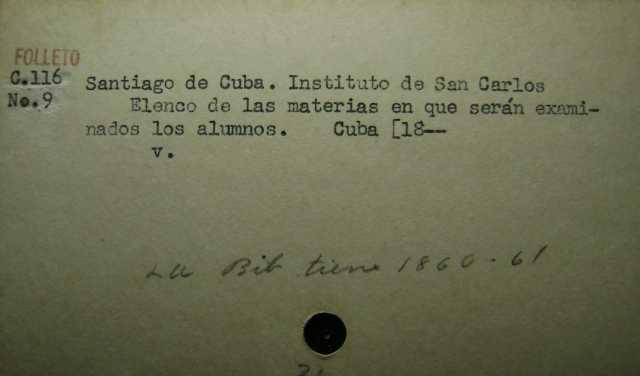 FOLLETO
C.116 Santiago de Cuba. Instituto de San Carlos
No.9 Elenco de las materias en que serán exami-
nados los alumnos. Cuba [18--
v.
La Bib tiene 1860-61